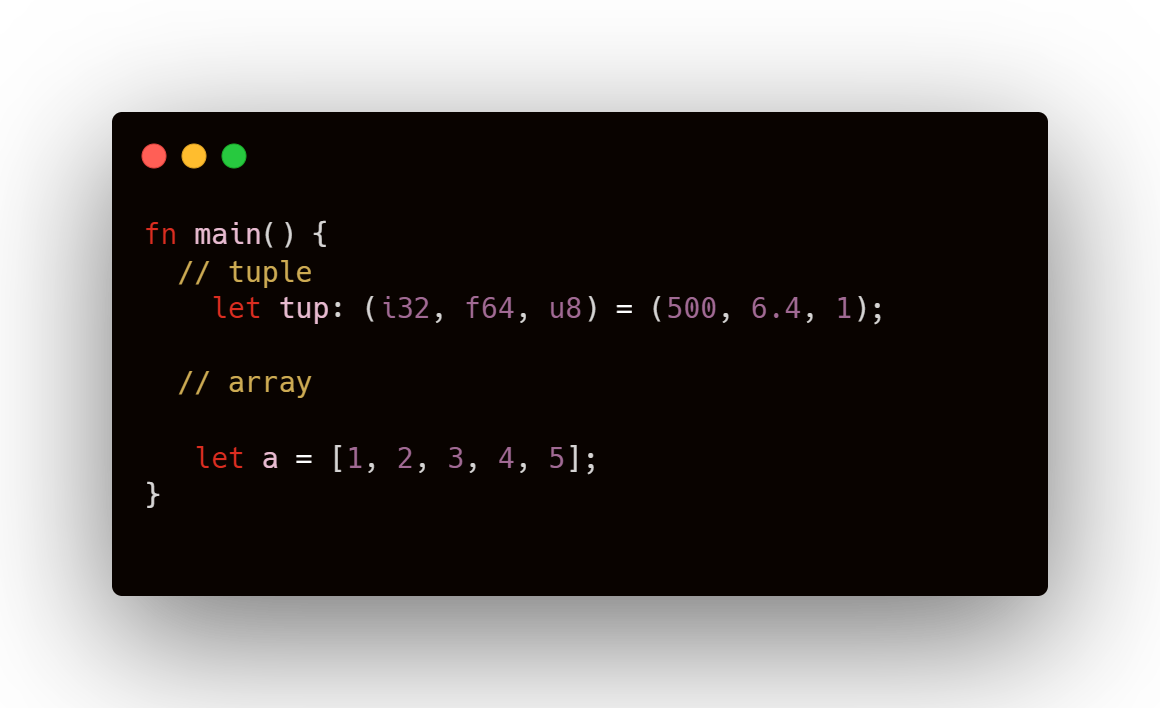 fn main() {
  // tuple
    let tup: (i32, f64, u8) = (500, 6.4, 1);
  // array
   let a = [1, 2, 3, 4, 5];
}